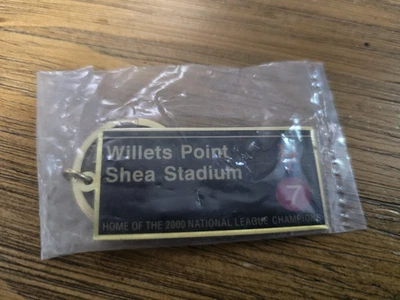 Willets Point
Shea Stadium
7
HOME OF THE 2000 NATIONAL LEAGUE CHAMPIONS